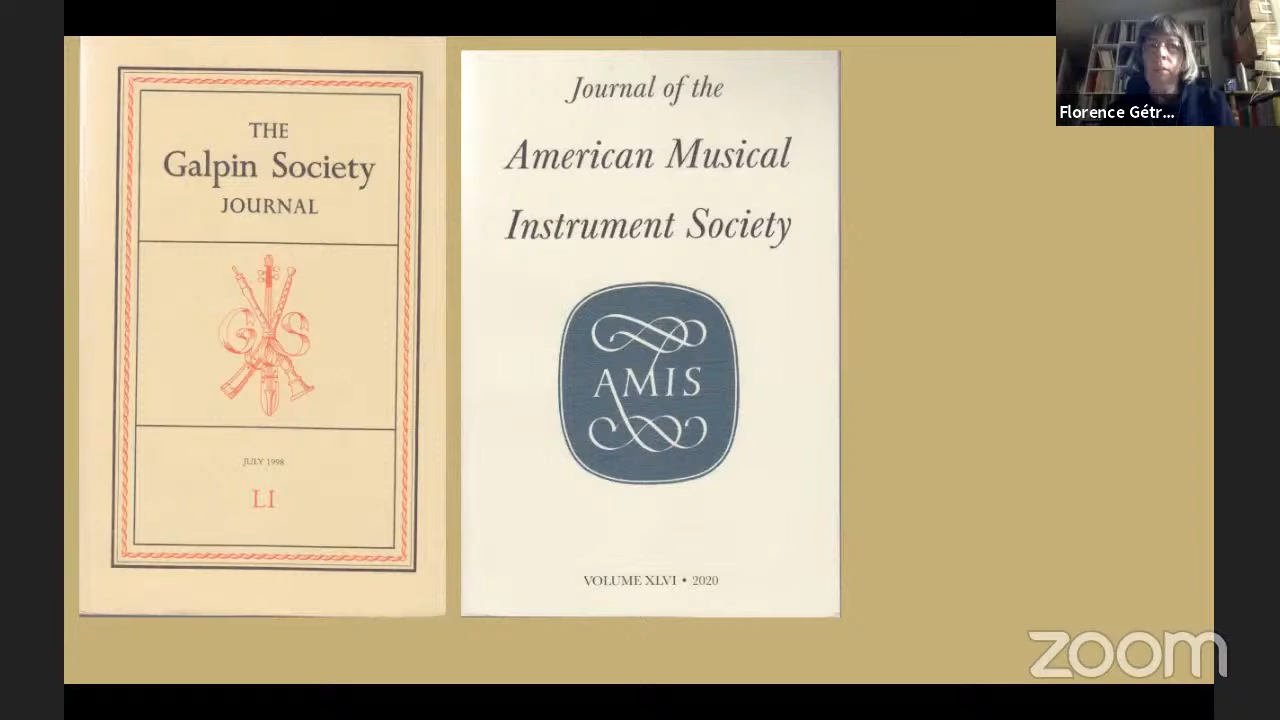 THE
Galpin Society
JOURNAL
GS
JULY 1998
LI
Journal of the
American Musical
Instrument Society
AMIS
VOLUME XLVI • 2020
Florence Gétr...
zoom